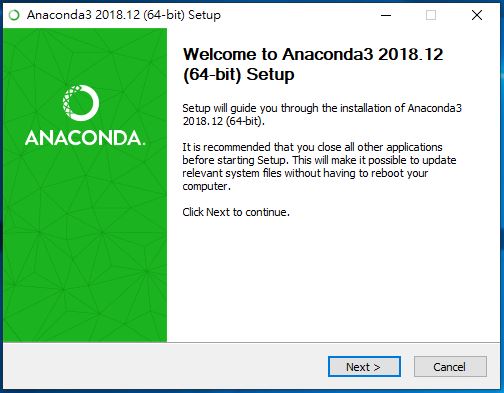 Anaconda3 2018.12 (64-bit) Setup
ANACONDA.
Welcome to Anaconda3 2018.12
(64-bit) Setup
Setup will guide you through the installation of Anaconda3
2018.12 (64-bit).
It is recommended that you close all other applications
before starting Setup. This will make it possible to update
relevant system files without having to reboot your
computer.
Click Next to continue.
Next >
Cancel